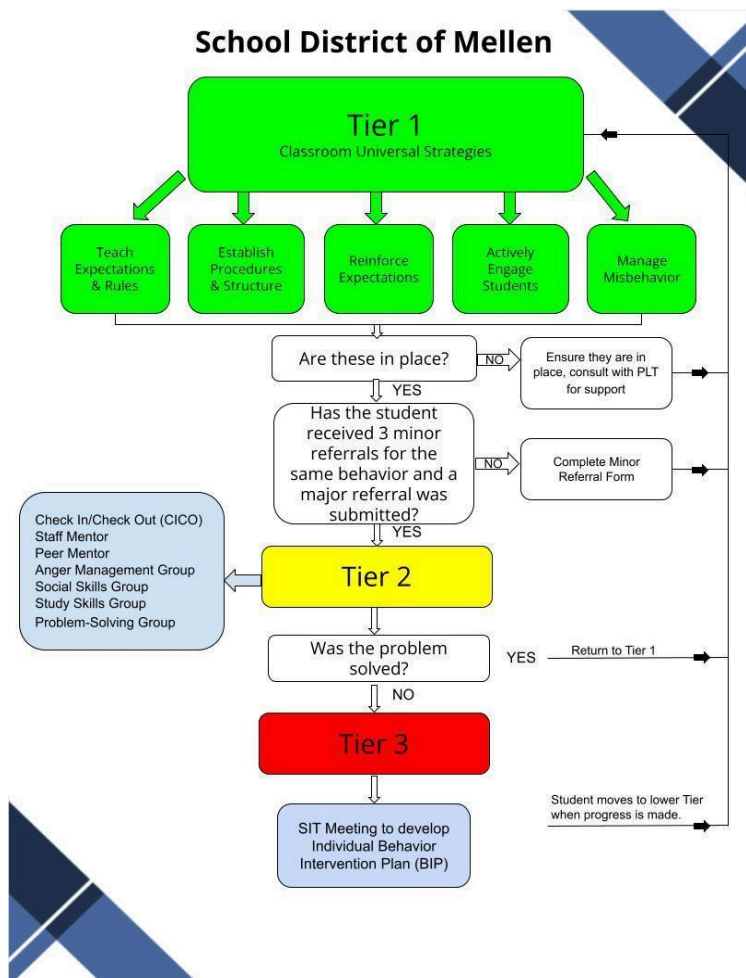 School District of Mellen
Tier 1
Classroom Universal Strategies
Teach
Expectations
& Rules
Establish
Procedures
& Structure
Reinforce
Expectations
Actively
Engage
Students
Manage
Misbehavior
Are these in place?
NO
Ensure they are in
place, consult with PLT
for support
YES
Has the student
received 3 minor
referrals for the
same behavior and a
major referral was
submitted?
NO
Complete Minor
Referral Form
YES
Check In/Check Out (CICO)
Staff Mentor
Peer Mentor
Anger Management Group
Social Skills Group
Study Skills Group
Problem-Solving Group
Tier 2
Was the problem
solved?
YES
Return to Tier 1
NO
Tier 3
Student moves to lower Tier
when progress is made.
SIT Meeting to develop
Individual Behavior
Intervention Plan (BIP)